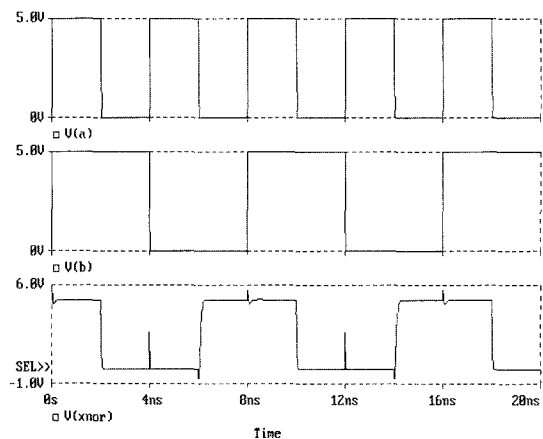 5.0V
0V
□ V(a)
5.0V
0V
□ V(b)
6.0V
SEL>>
-1.0V
0s 4ns 8ns 12ns 16ns 20ns
□ V(xnor)
Time